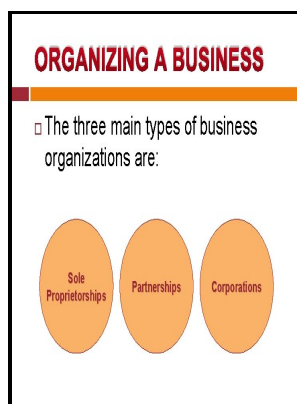 ORGANIZING A BUSINESS
The three main types of business
organizations are:
Sole
Proprietorships
Partnerships
Corporations